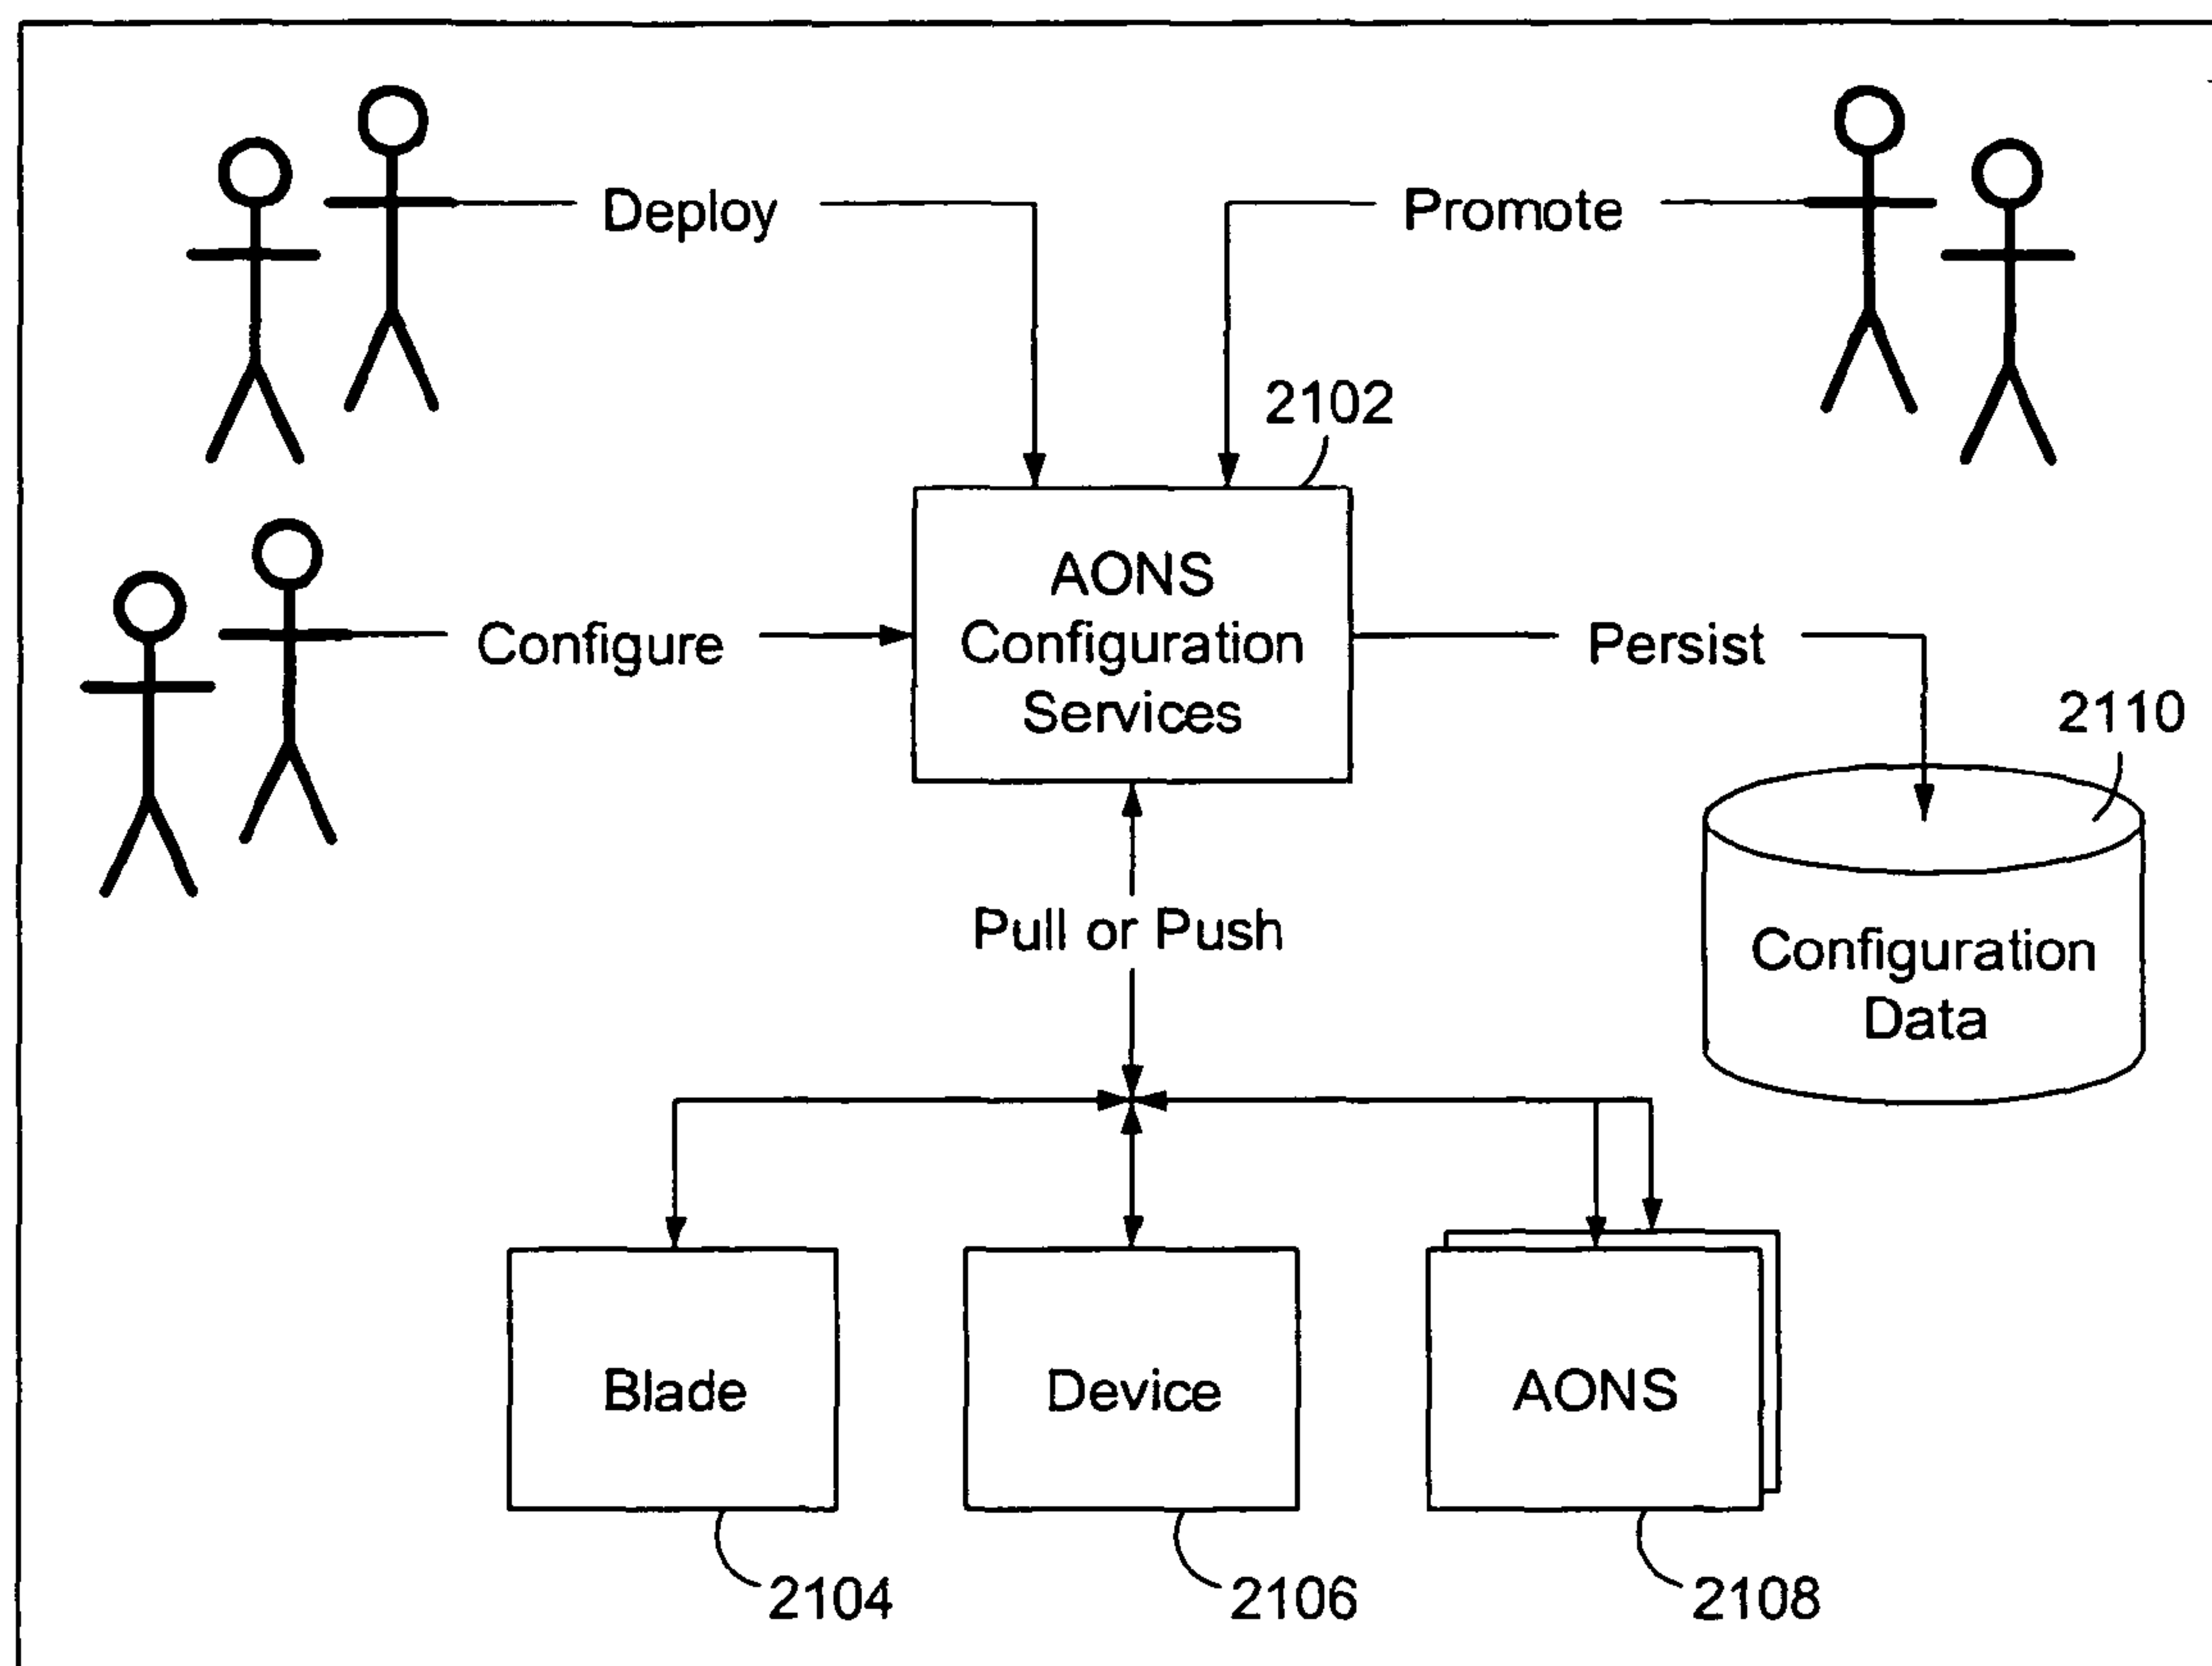 Deploy
Promote
2102
AONS
Configuration
Services
Configure
Persist
2110
Pull or Push
Configuration
Data
Blade
Device
AONS
2104
2106
2108